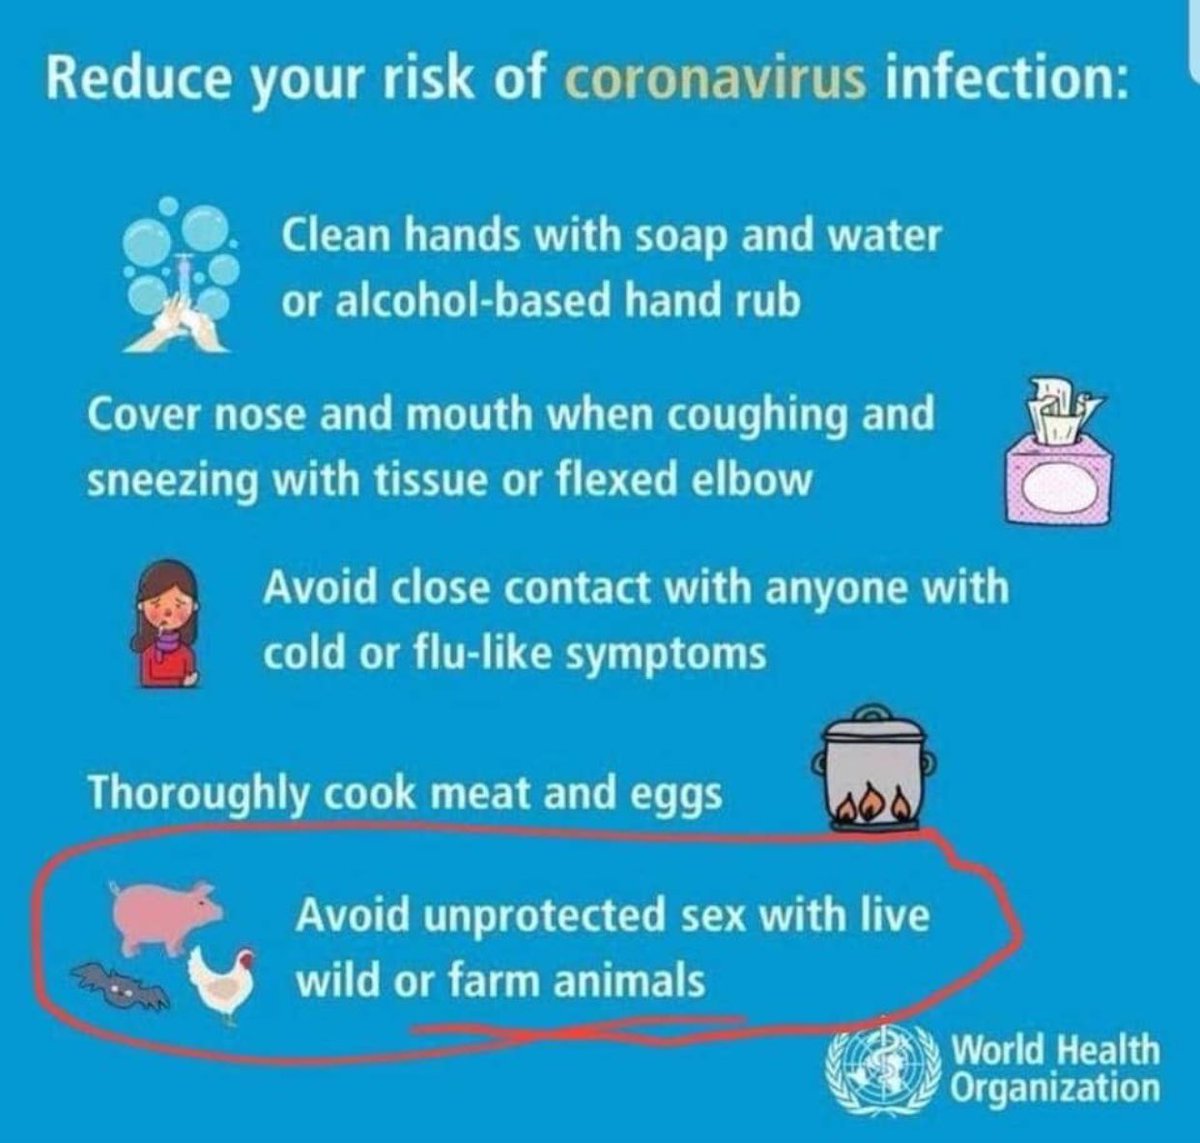 Reduce your risk of coronavirus infection:
Clean hands with soap and water
or alcohol-based hand rub
Cover nose and mouth when coughing and
sneezing with tissue or flexed elbow
Avoid close contact with anyone with
cold or flu-like symptoms
Thoroughly cook meat and eggs
Avoid unprotected sex with live
wild or farm animals
World Health
Organization